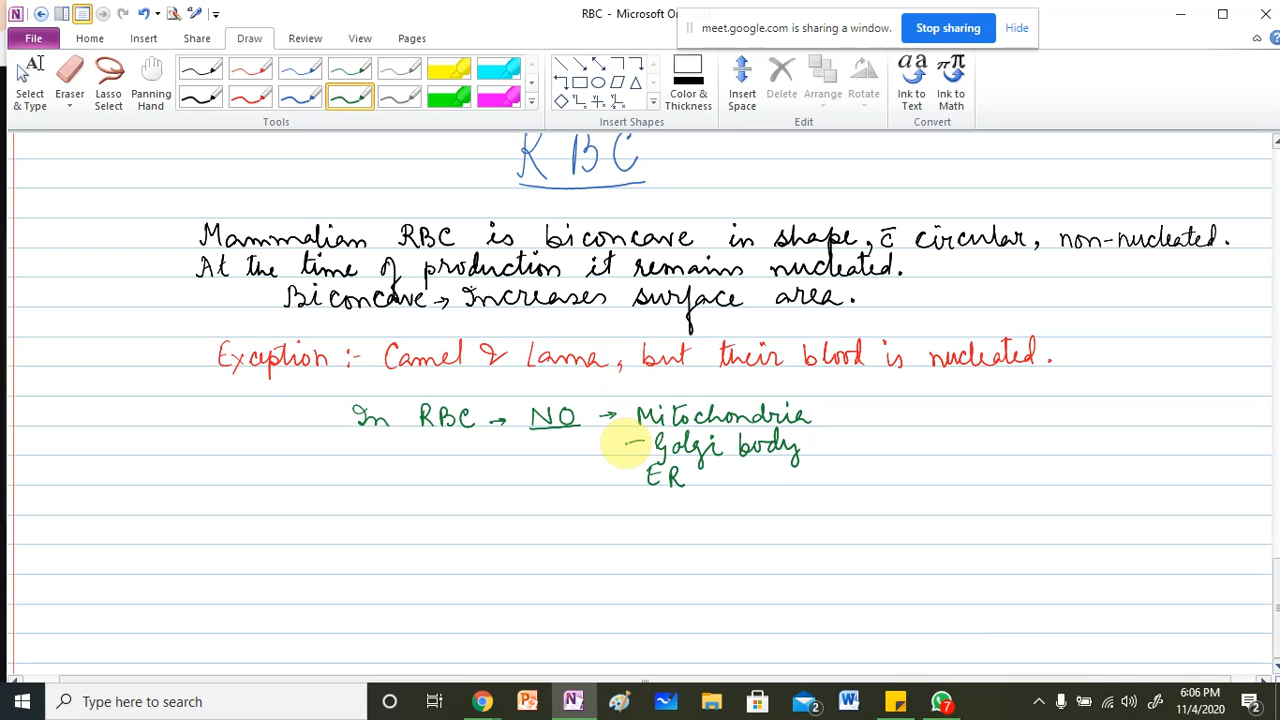 RBC - Microsoft On
meet.google.com is sharing a window. Stop sharing Hide
File Home Insert Share Draw Review View Pages
Select & Type Eraser Lasso Select Panning Hand Color & Thickness Insert Space Delete Arrange Rotate Ink to Text Ink to Math
Tools Insert Shapes Edit Convert
RBC
Mammalian RBC is biconcave in shape, c̄ circular, non-nucleated.
At the time of production it remains nucleated.
Biconcave → Increases surface area.
Exception :- Camel & Lama, but their blood is nucleated.
In RBC → NO → Mitochondria
- Golgi body
ER
Type here to search
2
7
6:06 PM
11/4/2020
2